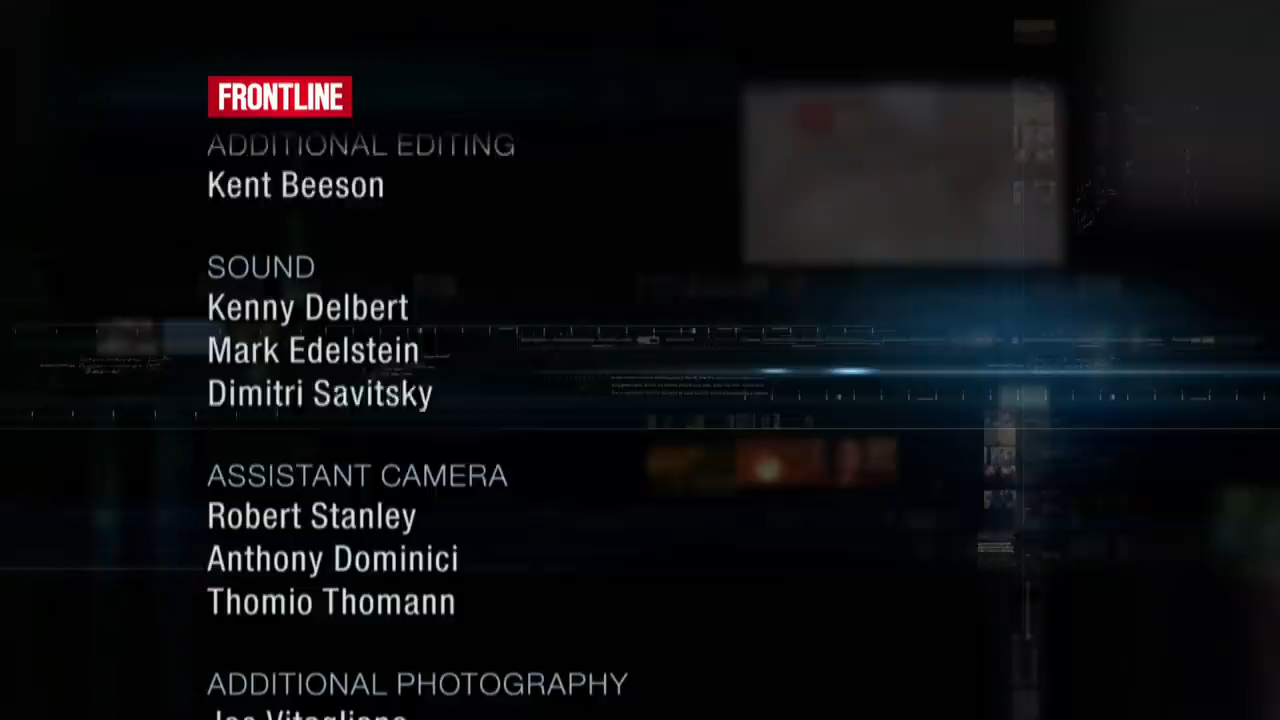 FRONTLINE
ADDITIONAL EDITING
Kent Beeson
SOUND
Kenny Delbert
Mark Edelstein
Dimitri Savitsky
ASSISTANT CAMERA
Robert Stanley
Anthony Dominici
Thomio Thomann
ADDITIONAL PHOTOGRAPHY